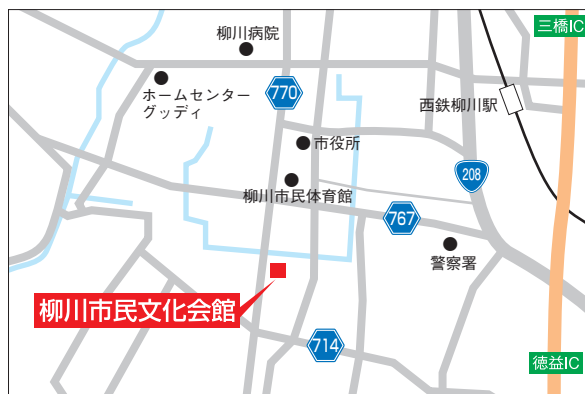 三橋IC
柳川病院
770
ホームセンター
グッディ
西鉄柳川駅
市役所
208
柳川市民体育館
767
警察署
柳川市民文化会館
714
徳益IC